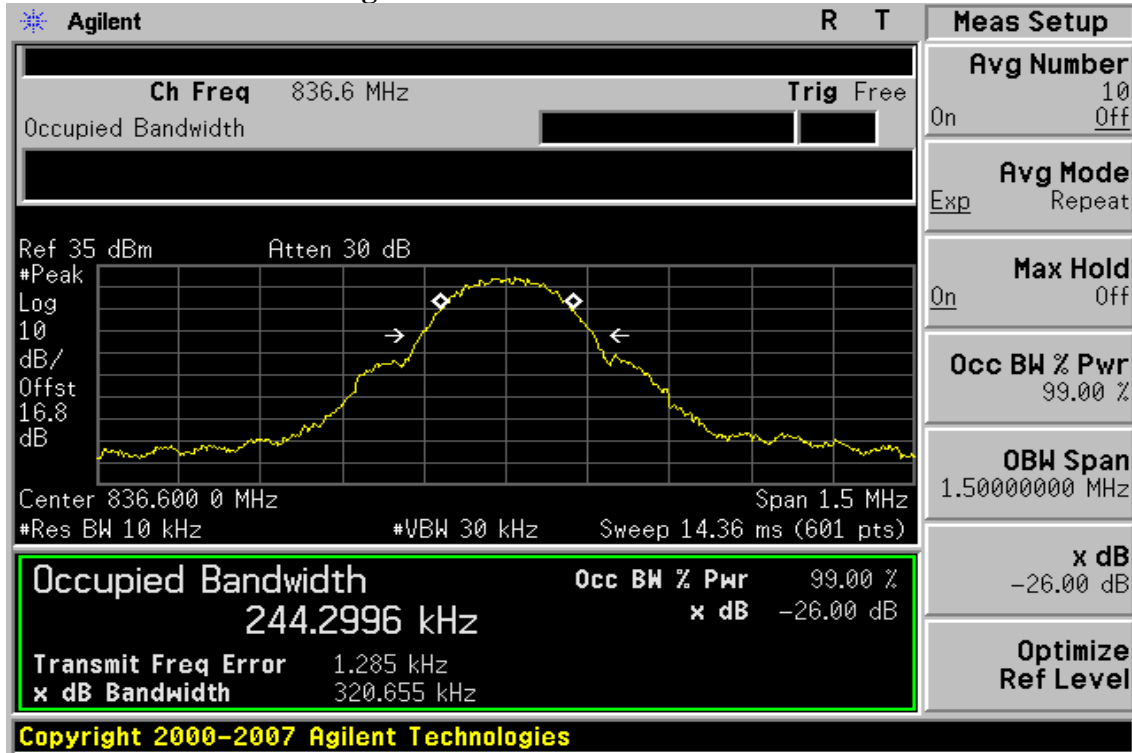 Agilent R T
Ch Freq 836.6 MHz Trig Free
Occupied Bandwidth
Ref 35 dBm Atten 30 dB
#Peak
Log
10
dB/
Offst
16.8
dB
Center 836.600 0 MHz Span 1.5 MHz
#Res BW 10 kHz #VBW 30 kHz Sweep 14.36 ms (601 pts)
Occupied Bandwidth Occ BW % Pwr 99.00 %
244.2996 kHz x dB -26.00 dB
Transmit Freq Error 1.285 kHz
x dB Bandwidth 320.655 kHz
Copyright 2000-2007 Agilent Technologies
Meas Setup
Avg Number
10
On Off
Avg Mode
Exp Repeat
Max Hold
On Off
Occ BW % Pwr
99.00 %
OBW Span
1.50000000 MHz
x dB
-26.00 dB
Optimize
Ref Level